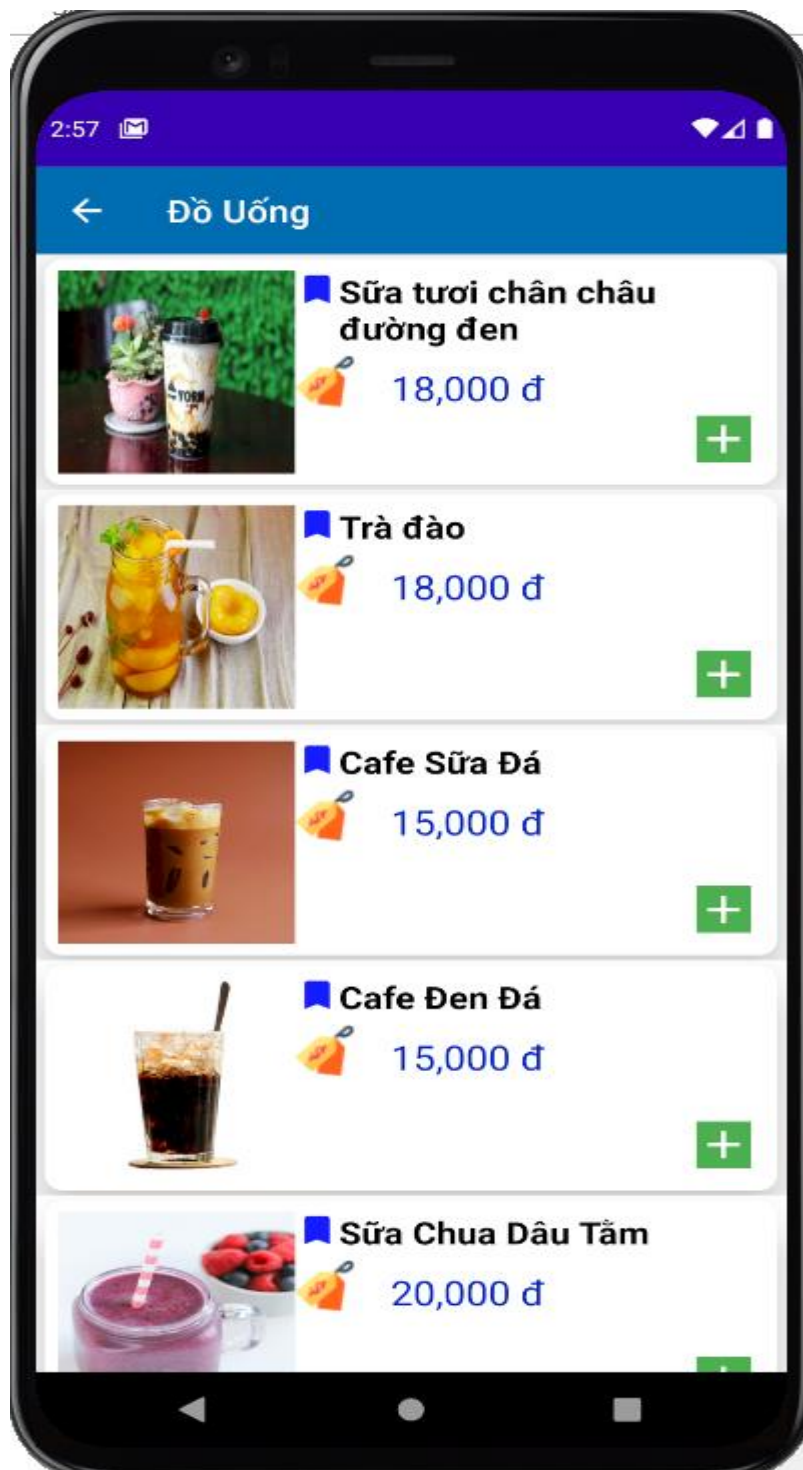 2:57
Đồ Uống
Sữa tươi chân châu
đường đen
18,000 đ
Trà đào
18,000 đ
Cafe Sữa Đá
15,000 đ
Cafe Đen Đá
15,000 đ
Sữa Chua Dâu Tằm
20,000 đ